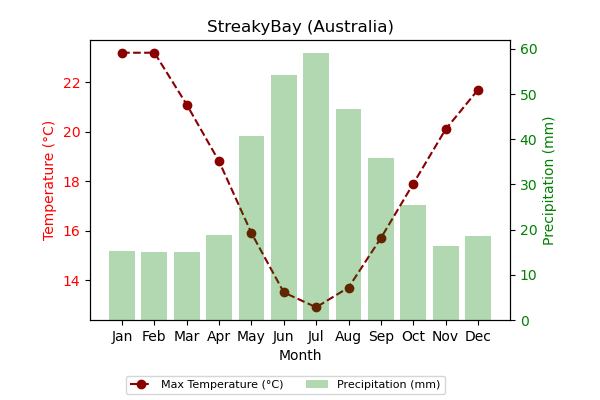 StreakyBay (Australia)
22
20
18
16
14
Temperature (°C)
60
50
40
30
20
10
0
Precipitation (mm)
Jan Feb Mar Apr May Jun Jul Aug Sep Oct Nov Dec
Month
Max Temperature (°C) Precipitation (mm)